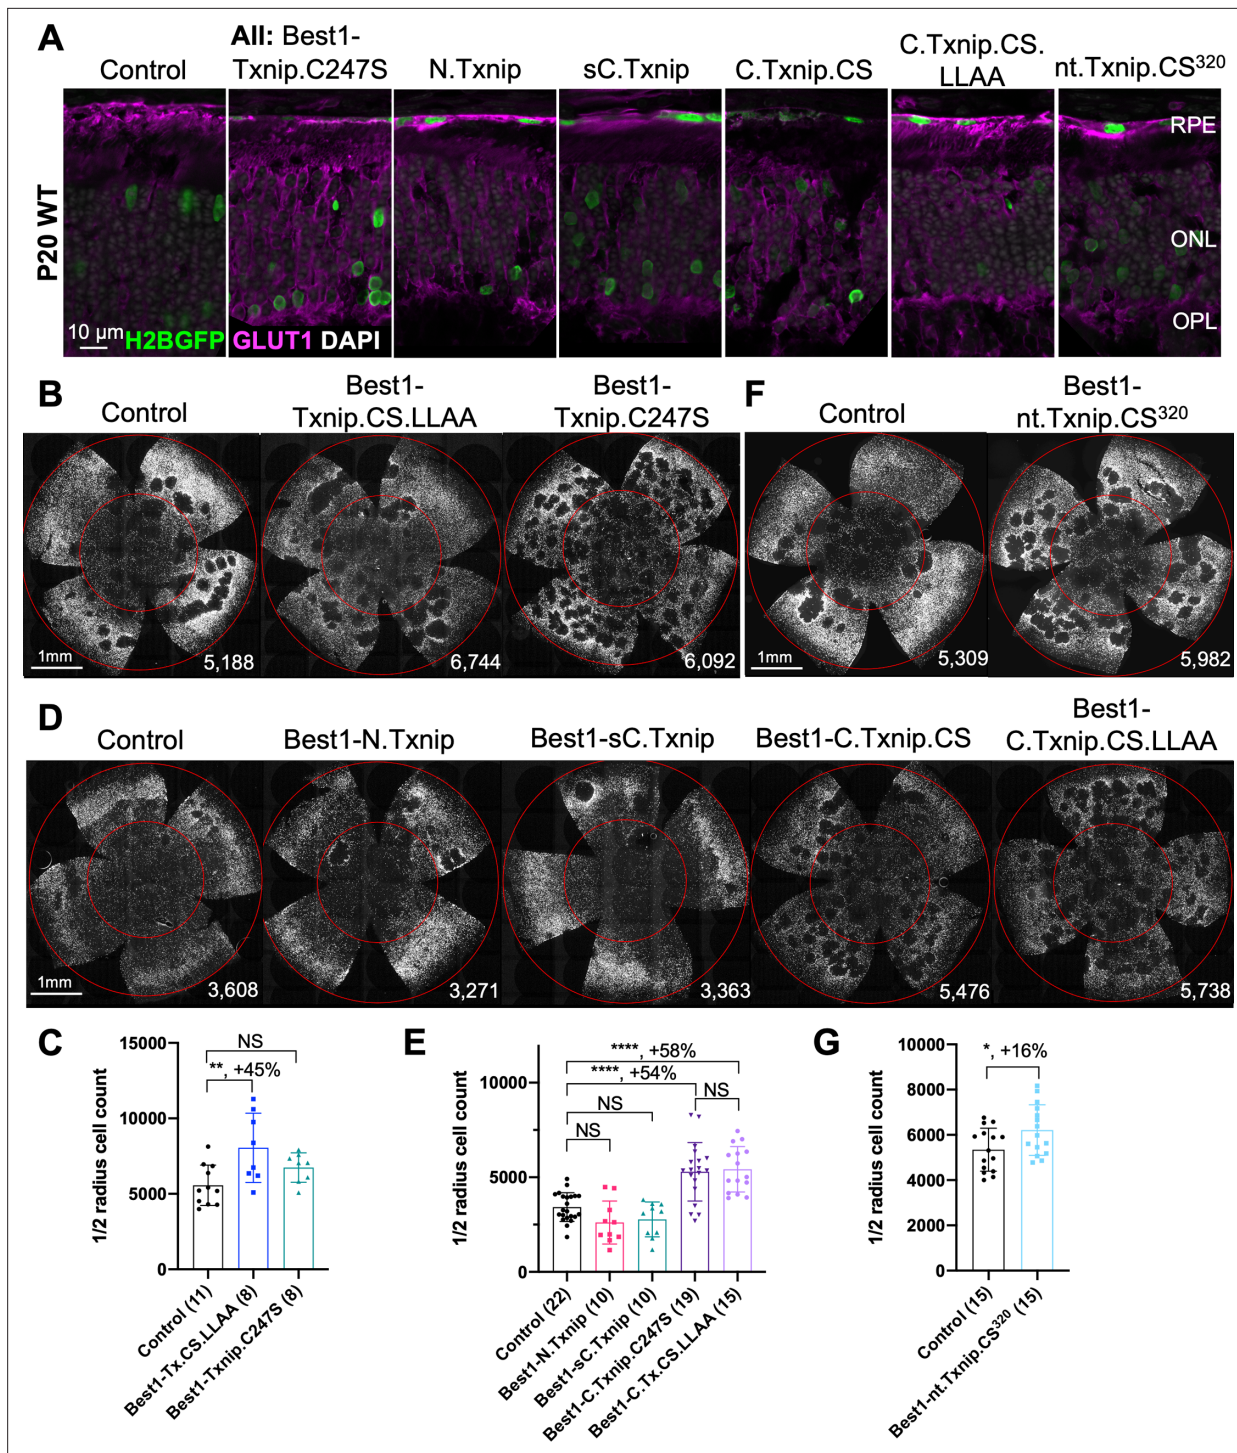 A
Control
All: Best1-
Txnip.C247S
N.Txnip
sC.Txnip
C.Txnip.CS
C.Txnip.CS.
LLAA
nt.Txnip.CS³²⁰
P20 WT
RPE
ONL
OPL
10 µm
H2BGFP
GLUT1 DAPI
B
Control
Best1-
Txnip.CS.LLAA
Best1-
Txnip.C247S
1mm
5,188
6,744
6,092
F
Control
Best1-
nt.Txnip.CS³²⁰
1mm
5,309
5,982
D
Control
Best1-N.Txnip
Best1-sC.Txnip
Best1-C.Txnip.CS
Best1-
C.Txnip.CS.LLAA
1mm
3,608
3,271
3,363
5,476
5,738
C
1/2 radius cell count
15000
10000
5000
0
NS
**, +45%
Control (11)
Best1-Tx.CS.LLAA (8)
Best1-Txnip.C247S (8)
E
1/2 radius cell count
10000
5000
0
****, +58%
****, +54%
NS
NS
NS
Control (22)
Best1-N.Txnip (10)
Best1-sC.Txnip (10)
Best1-C.Txnip.C247S (19)
Best1-C.Tx.CS.LLAA (15)
G
1/2 radius cell count
10000
8000
6000
4000
2000
0
*, +16%
Control (15)
Best1-nt.Txnip.CS³²⁰ (15)